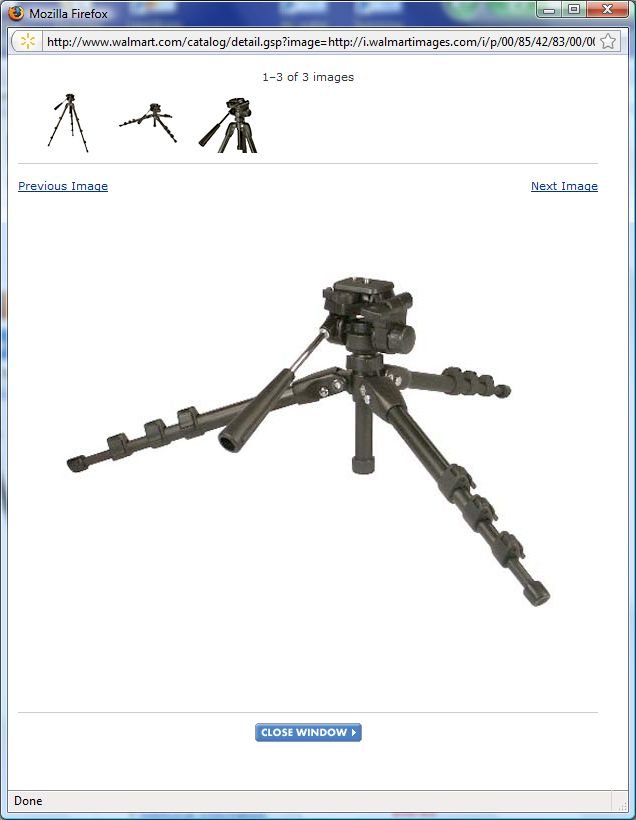 Mozilla Firefox
http://www.walmart.com/catalog/detail.gsp?image=http://i.walmartimages.com/i/p/00/85/42/83/00/00
1–3 of 3 images
Previous Image
Next Image
CLOSE WINDOW
Done